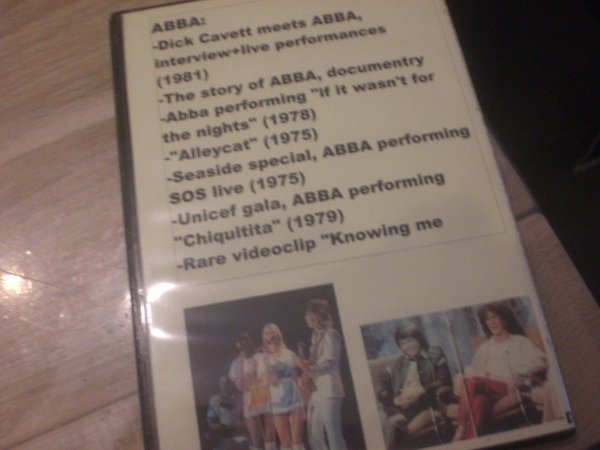 ABBA:
-Dick Cavett meets ABBA,
interview+live performances
(1981)
-The story of ABBA, documentry
-Abba performing "if it wasn't for
the nights" (1978)
-"Alleycat" (1975)
-Seaside special, ABBA performing
SOS live (1975)
-Unicef gala, ABBA performing
"Chiquitita" (1979)
-Rare videoclip "Knowing me